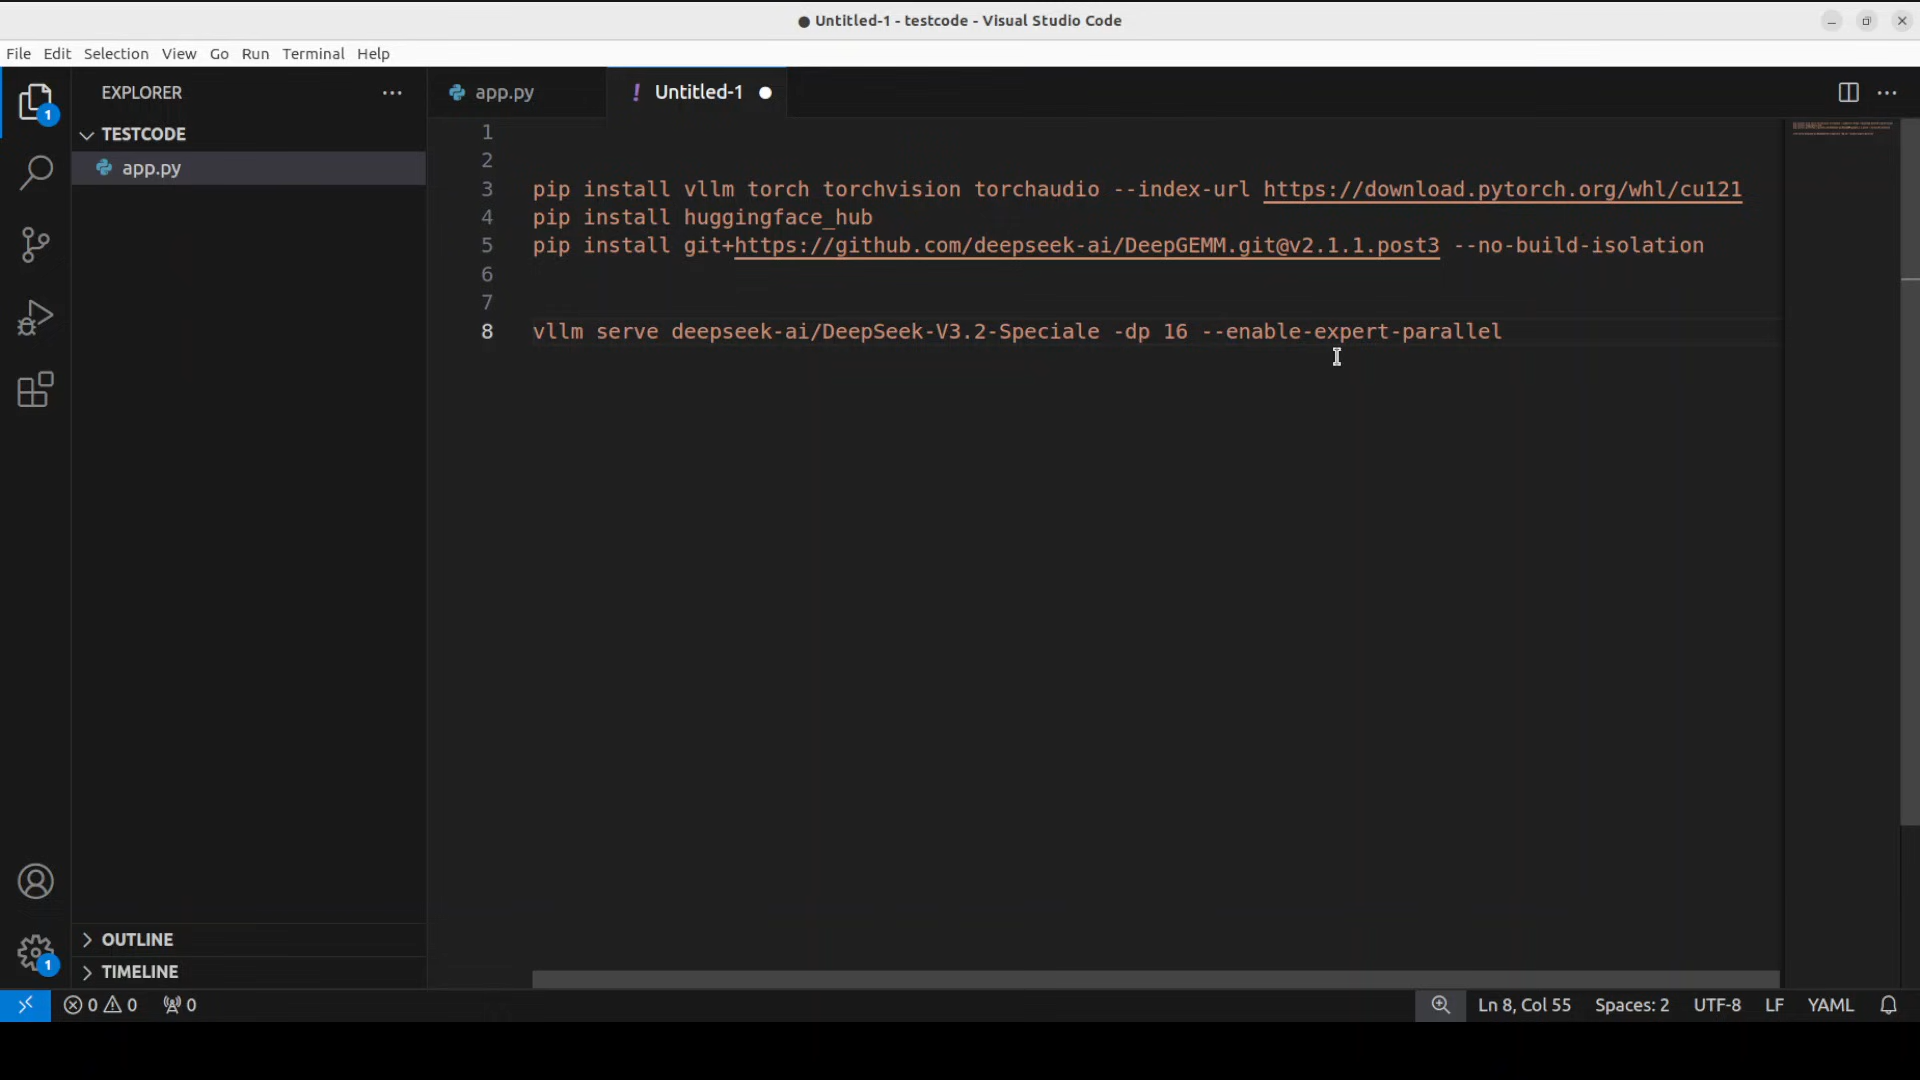 ● Untitled-1 - testcode - Visual Studio Code
File Edit Selection View Go Run Terminal Help
EXPLORER
app.py
! Untitled-1
1
TESTCODE
app.py
1
2
3 pip install vllm torch torchvision torchaudio --index-url https://download.pytorch.org/whl/cu121
4 pip install huggingface_hub
5 pip install git+https://github.com/deepseek-ai/DeepGEMM.git@v2.1.1.post3 --no-build-isolation
6
7
8 vllm serve deepseek-ai/DeepSeek-V3.2-Speciale -dp 16 --enable-expert-parallel
OUTLINE
TIMELINE
1
0 0 0
Ln 8, Col 55 Spaces: 2 UTF-8 LF YAML